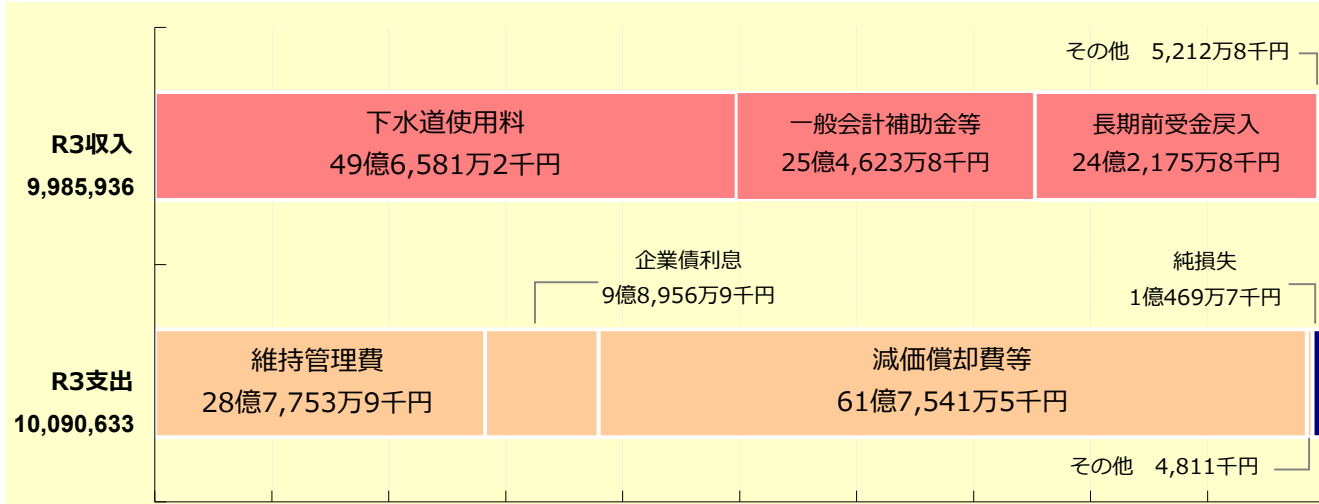 その他　5,212万8千円
R3収入
9,985,936
下水道使用料
49億6,581万2千円
一般会計補助金等
25億4,623万8千円
長期前受金戻入
24億2,175万8千円
企業債利息
9億8,956万9千円
純損失
1億469万7千円
R3支出
10,090,633
維持管理費
28億7,753万9千円
減価償却費等
61億7,541万5千円
その他　4,811千円